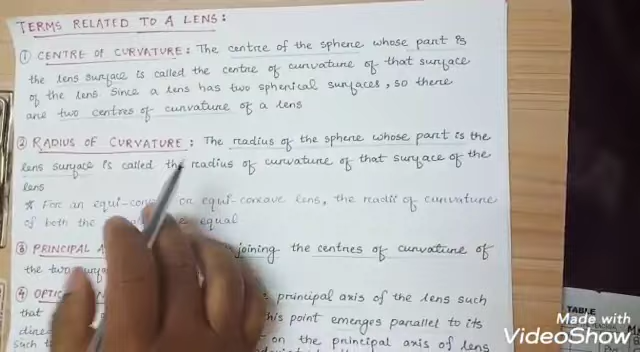 TERMS RELATED TO A LENS:
① CENTRE OF CURVATURE: The centre of the sphere whose part is
the lens surface is called the centre of curvature of that surface
of the lens. Since a lens has two spherical surfaces, so there
are two centres of curvature of a lens
② RADIUS OF CURVATURE: The radius of the sphere whose part is the
lens surface is called the radius of curvature of that surface of the
lens
* For an equi- or equi-concave lens, the radii of curvature
of both the equal
③ PRINCIPAL joining the centres of curvature of
the two
④ principal axis of the lens such
that this point emerges parallel to its
on the principal axis of lens
such
TABLE
Made with
VideoShow